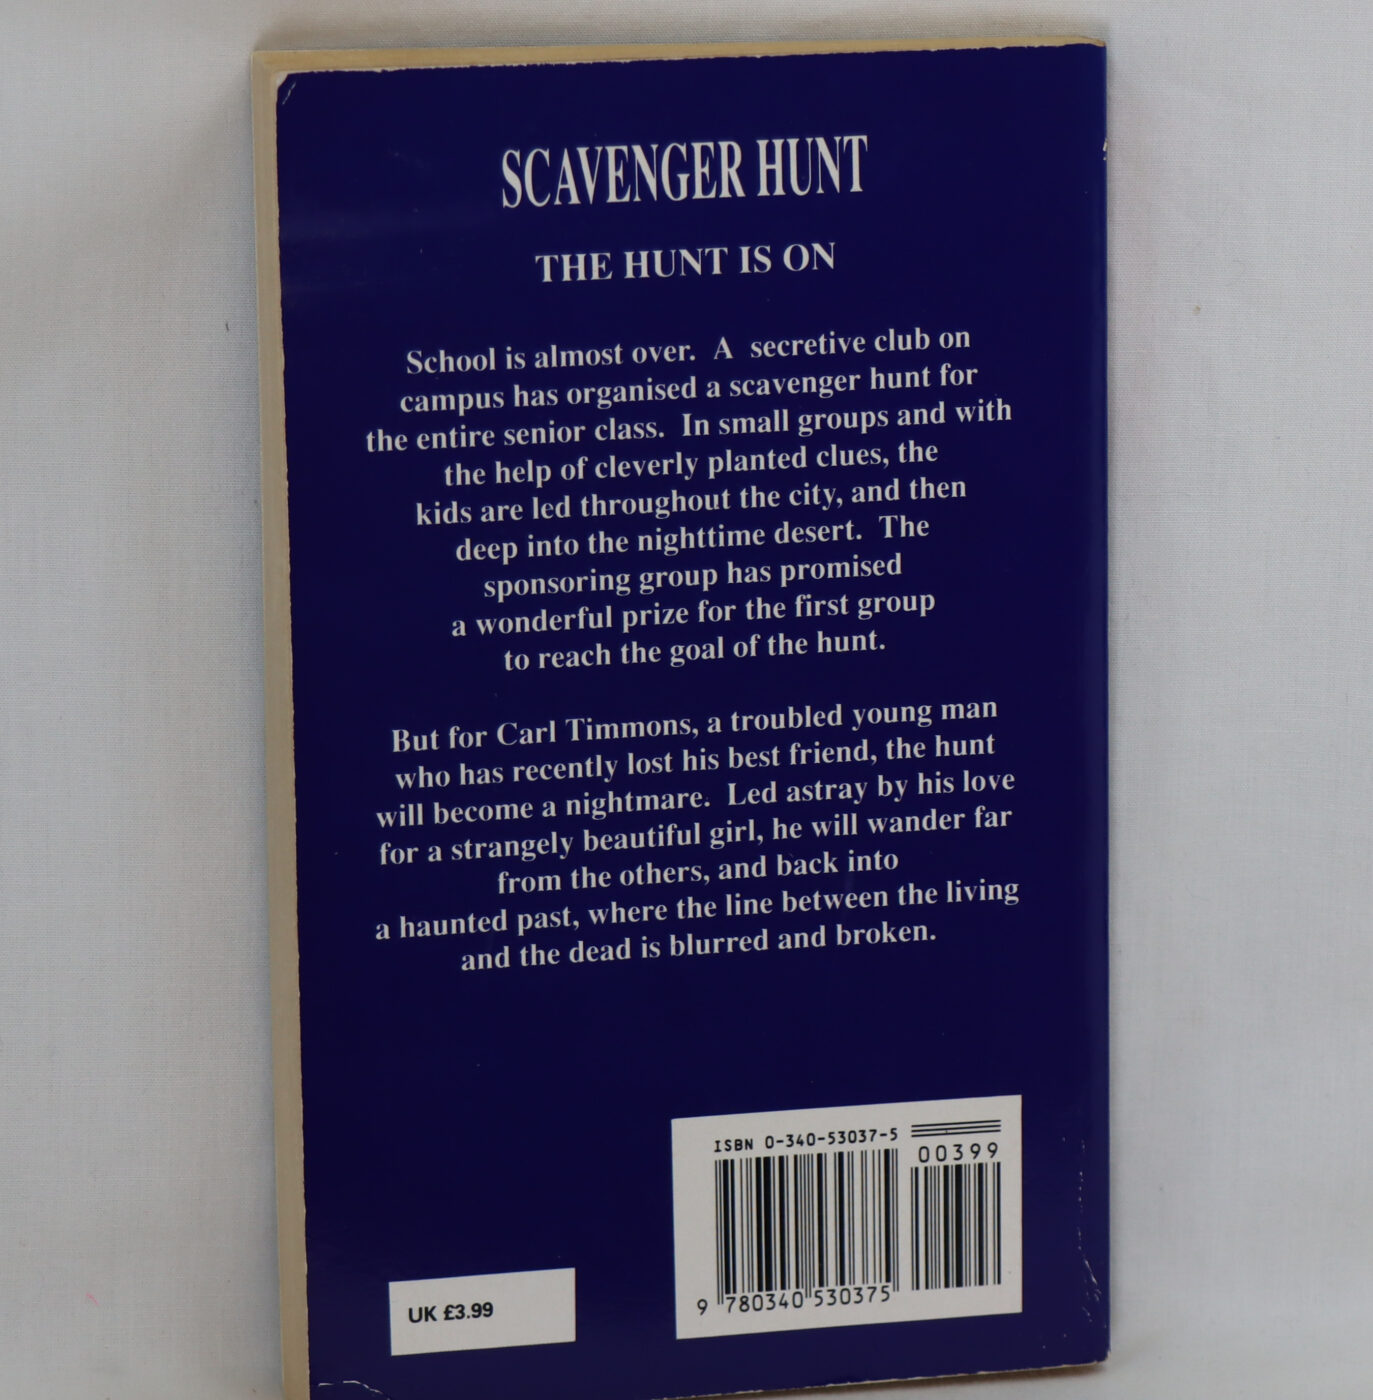 SCAVENGER HUNT
THE HUNT IS ON
School is almost over. A secretive club on
campus has organised a scavenger hunt for
the entire senior class. In small groups and with
the help of cleverly planted clues, the
kids are led throughout the city, and then
deep into the nighttime desert. The
sponsoring group has promised
a wonderful prize for the first group
to reach the goal of the hunt.
But for Carl Timmons, a troubled young man
who has recently lost his best friend, the hunt
will become a nightmare. Led astray by his love
for a strangely beautiful girl, he will wander far
from the others, and back into
a haunted past, where the line between the living
and the dead is blurred and broken.
ISBN 0-340-53037-5
00399
9 780340 530375
UK £3.99